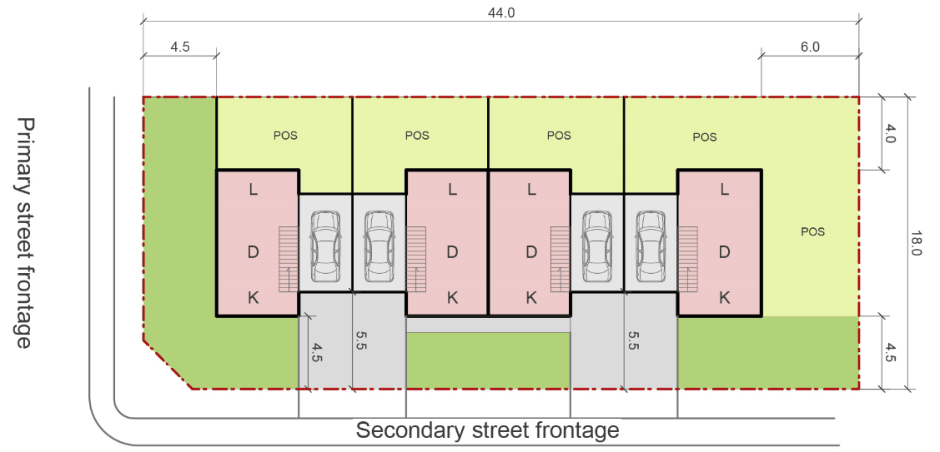 44.0
4.5
6.0
Primary street frontage
POS
POS
POS
POS
4.0
L
L
L
L
POS
18.0
D
D
D
D
K
K
K
K
4.5
5.5
5.5
4.5
Secondary street frontage